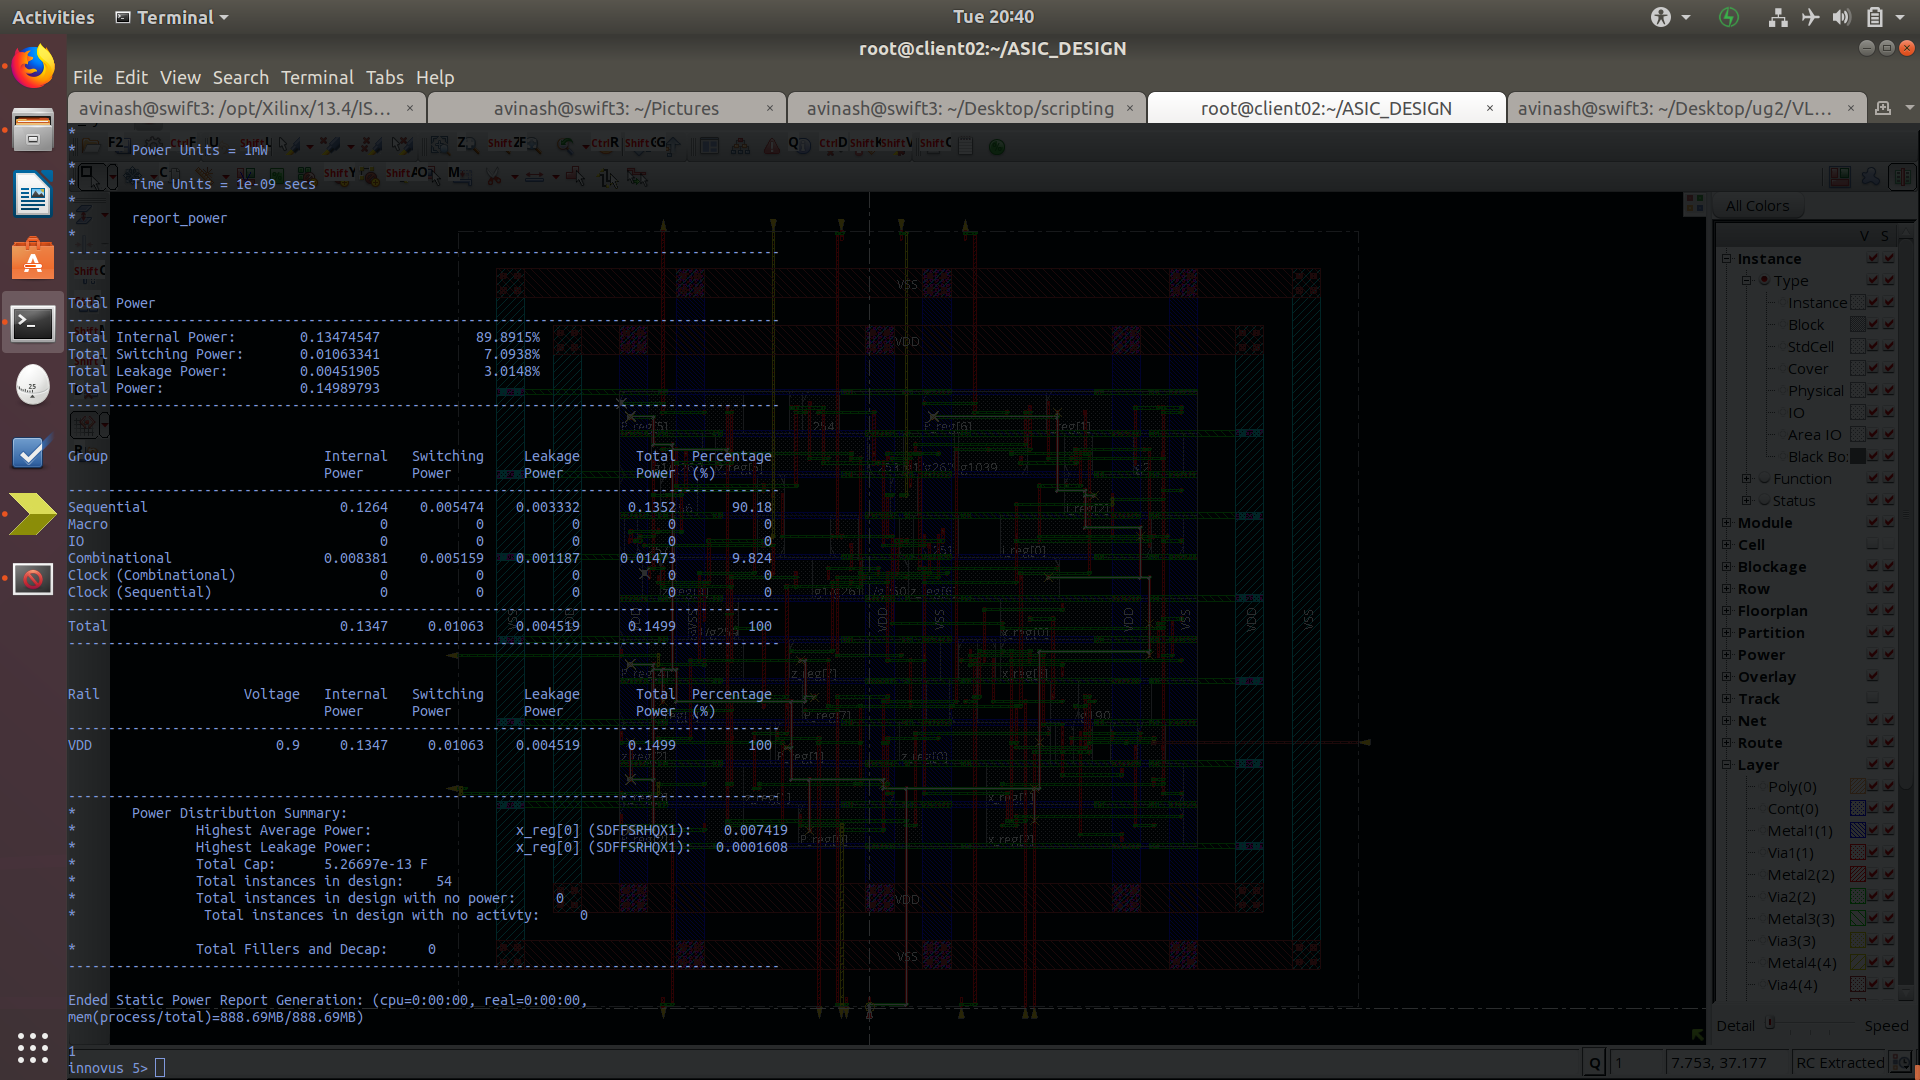 Activities Terminal Tue 20:40
root@client02:~/ASIC_DESIGN
File Edit View Search Terminal Tabs Help
avinash@swift3: /opt/Xilinx/13.4/IS... × avinash@swift3: ~/Pictures × avinash@swift3: ~/Desktop/scripting × root@client02:~/ASIC_DESIGN × avinash@swift3: ~/Desktop/ug2/VL... ×
*
* Power Units = 1mW
*
* Time Units = 1e-09 secs
*
* report_power
*
--------------------------------------------------------------------------------
Total Power
--------------------------------------------------------------------------------
Total Internal Power: 0.13474547 89.8915%
Total Switching Power: 0.01063341 7.0938%
Total Leakage Power: 0.00451905 3.0148%
Total Power: 0.14989793
--------------------------------------------------------------------------------
Group Internal Switching Leakage Total Percentage
Power Power Power Power (%)
--------------------------------------------------------------------------------
Sequential 0.1264 0.005474 0.003332 0.1352 90.18
Macro 0 0 0 0 0
IO 0 0 0 0 0
Combinational 0.008381 0.005159 0.001187 0.01473 9.824
Clock (Combinational) 0 0 0 0 0
Clock (Sequential) 0 0 0 0 0
--------------------------------------------------------------------------------
Total 0.1347 0.01063 0.004519 0.1499 100
--------------------------------------------------------------------------------
Rail Voltage Internal Switching Leakage Total Percentage
Power Power Power Power (%)
--------------------------------------------------------------------------------
VDD 0.9 0.1347 0.01063 0.004519 0.1499 100
--------------------------------------------------------------------------------
* Power Distribution Summary:
* Highest Average Power: x_reg[0] (SDFFSRHQX1): 0.007419
* Highest Leakage Power: x_reg[0] (SDFFSRHQX1): 0.0001608
* Total Cap: 5.26697e-13 F
* Total instances in design: 54
* Total instances in design with no power: 0
* Total instances in design with no activty: 0
* Total Fillers and Decap: 0
--------------------------------------------------------------------------------
Ended Static Power Report Generation: (cpu=0:00:00, real=0:00:00,
mem(process/total)=888.69MB/888.69MB)
1
innovus 5>
All Colors
V S
Instance
Type
Instance
Block
StdCell
Cover
Physical
IO
Area IO
Black Bo
Function
Status
Module
Cell
Blockage
Row
Floorplan
Partition
Power
Overlay
Track
Net
Route
Layer
Poly(0)
Cont(0)
Metal1(1)
Via1(1)
Metal2(2)
Via2(2)
Metal3(3)
Via3(3)
Metal4(4)
Via4(4)
Detail Speed
Q 1 7.753, 37.177 RC Extracted
VSS
VDD
VDD
VSS